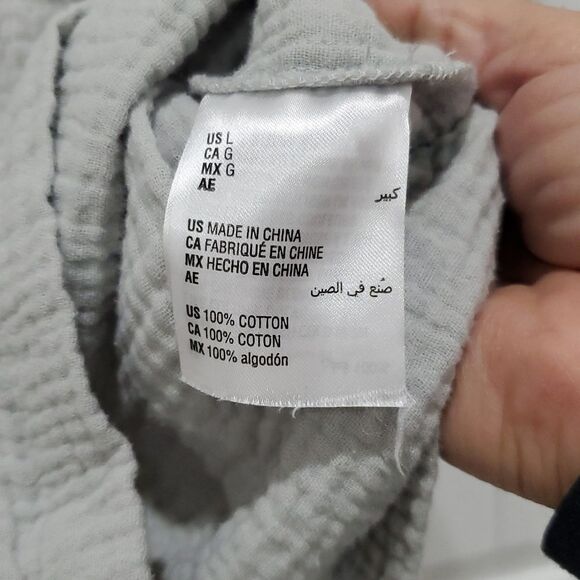 US L
CA G
MX G
AE
كبير
US MADE IN CHINA
CA FABRIQUÉ EN CHINE
MX HECHO EN CHINA
AE
صُنع في الصين
US 100% COTTON
CA 100% COTON
MX 100% algodón